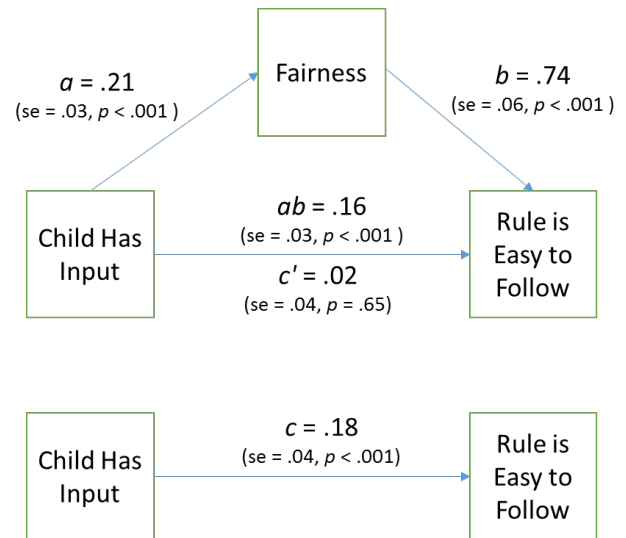 Fairness
a = .21
(se = .03, p < .001 )
b = .74
(se = .06, p < .001 )
Child Has
Input
ab = .16
(se = .03, p < .001 )
c' = .02
(se = .04, p = .65)
Rule is
Easy to
Follow
Child Has
Input
c = .18
(se = .04, p < .001)
Rule is
Easy to
Follow